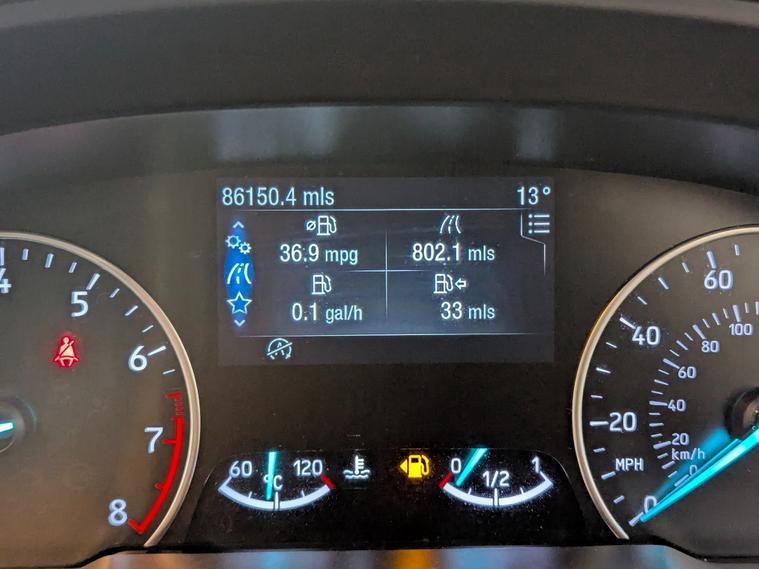 86150.4 mls 13°
36.9 mpg 802.1 mls
0.1 gal/h 33 mls
4 5 6 7 8
60 °C 120
0 1/2 1
0 20 40 60
MPH
km/h
0 20 40 60 80 100